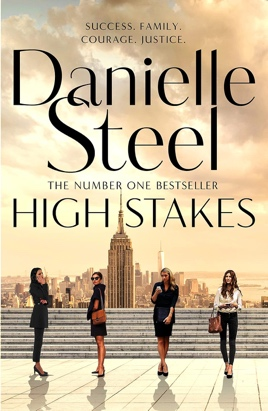 SUCCESS. FAMILY.
COURAGE. JUSTICE.
Danielle
Steel
THE NUMBER ONE BESTSELLER
HIGH STAKES